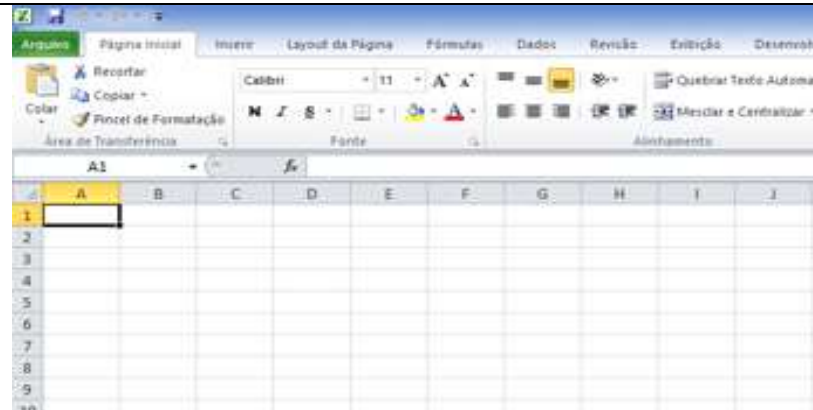 Arquivo Página Inicial Inserir Layout da Página Fórmulas Dados Revisão Exibição Desenvol
Recortar
Copiar
Pincel de Formatação
Colar
Calibri 11 A A
N I S A
Quebrar Texto Automa
Mesclar e Centralizar
Área de Transferência Fonte Alinhamento
A1 fx
A B C D E F G H I J
1
2
3
4
5
6
7
8
9
10